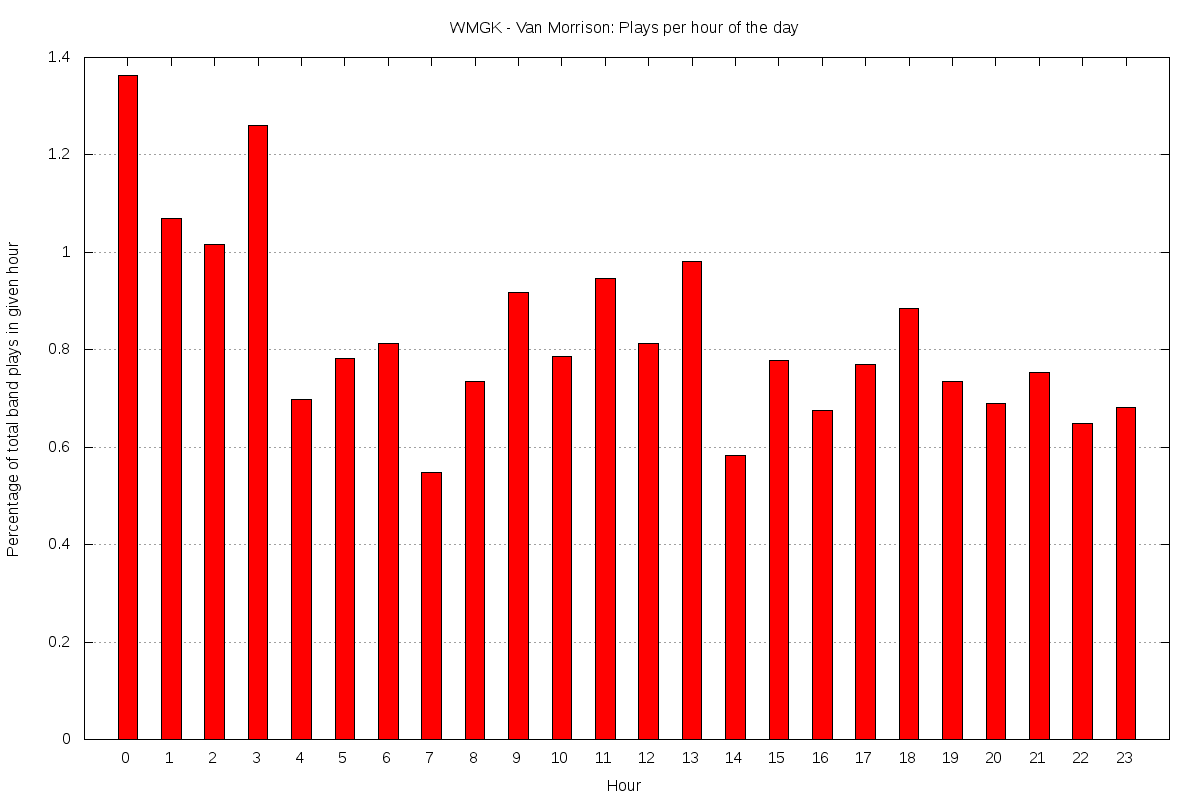 WMGK - Van Morrison: Plays per hour of the day
Percentage of total band plays in given hour
1.4
1.2
1
0.8
0.6
0.4
0.2
0
0 1 2 3 4 5 6 7 8 9 10 11 12 13 14 15 16 17 18 19 20 21 22 23
Hour